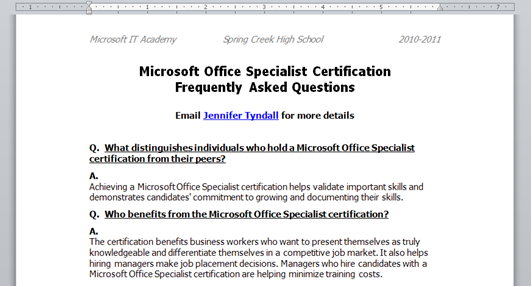 Microsoft IT Academy Spring Creek High School 2010-2011
Microsoft Office Specialist Certification
Frequently Asked Questions
Email Jennifer Tyndall for more details
Q. What distinguishes individuals who hold a Microsoft Office Specialist
certification from their peers?
A.
Achieving a Microsoft Office Specialist certification helps validate important skills and
demonstrates candidates' commitment to growing and documenting their skills.
Q. Who benefits from the Microsoft Office Specialist certification?
A.
The certification benefits business workers who want to present themselves as truly
knowledgeable and differentiate themselves in a competitive job market. It also helps
hiring managers make job placement decisions. Managers who hire candidates with a
Microsoft Office Specialist certification are helping minimize training costs.